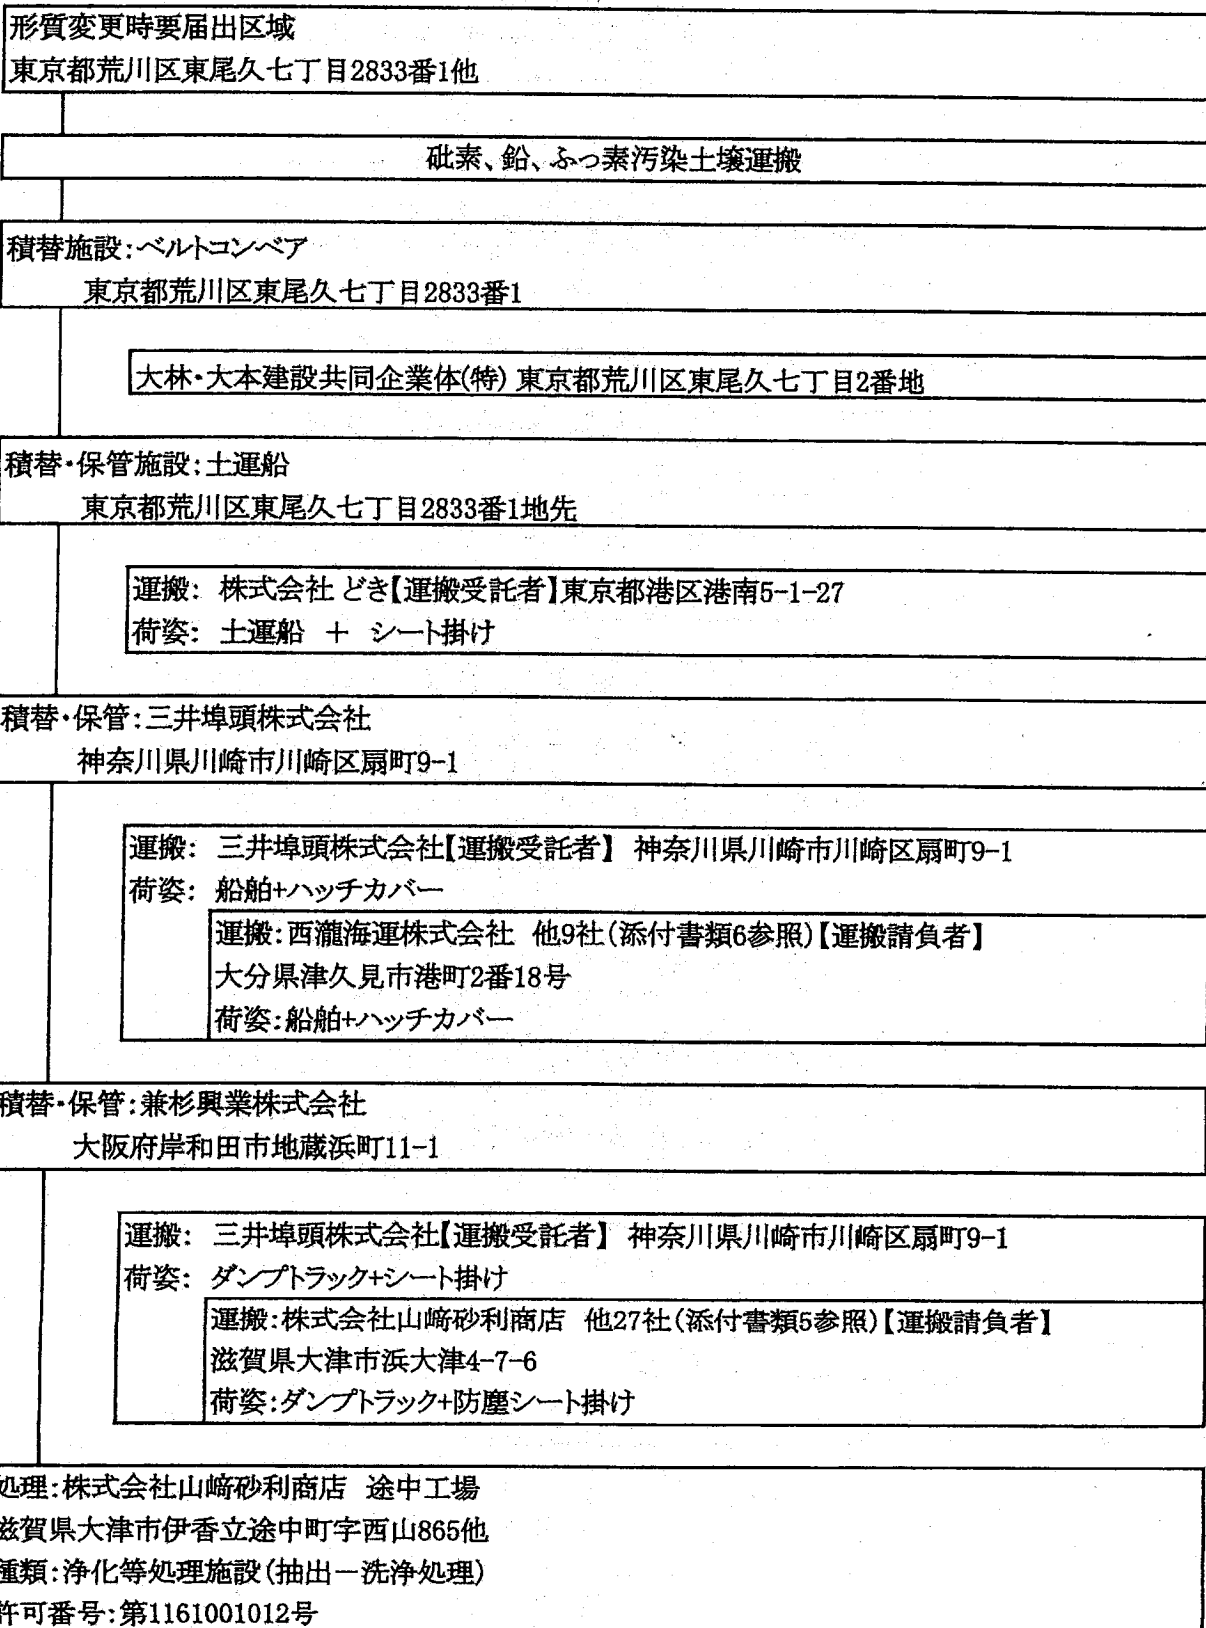 形質変更時要届出区域
東京都荒川区東尾久七丁目2833番1他
砒素、鉛、ふっ素汚染土壌運搬
積替施設:ベルトコンベア
東京都荒川区東尾久七丁目2833番1
大林・大本建設共同企業体(特) 東京都荒川区東尾久七丁目2番地
積替・保管施設:土運船
東京都荒川区東尾久七丁目2833番1地先
運搬: 株式会社 どき【運搬受託者】東京都港区港南5-1-27
荷姿: 土運船 + シート掛け
積替・保管:三井埠頭株式会社
神奈川県川崎市川崎区扇町9-1
運搬: 三井埠頭株式会社【運搬受託者】 神奈川県川崎市川崎区扇町9-1
荷姿: 船舶+ハッチカバー
運搬:西瀧海運株式会社 他9社(添付書類6参照)【運搬請負者】
大分県津久見市港町2番18号
荷姿:船舶+ハッチカバー
積替・保管:兼杉興業株式会社
大阪府岸和田市地蔵浜町11-1
運搬: 三井埠頭株式会社【運搬受託者】 神奈川県川崎市川崎区扇町9-1
荷姿: ダンプトラック+シート掛け
運搬:株式会社山﨑砂利商店 他27社(添付書類5参照)【運搬請負者】
滋賀県大津市浜大津4-7-6
荷姿:ダンプトラック+防塵シート掛け
処理:株式会社山﨑砂利商店 途中工場
滋賀県大津市伊香立途中町字西山865他
種類:浄化等処理施設(抽出-洗浄処理)
許可番号:第1161001012号